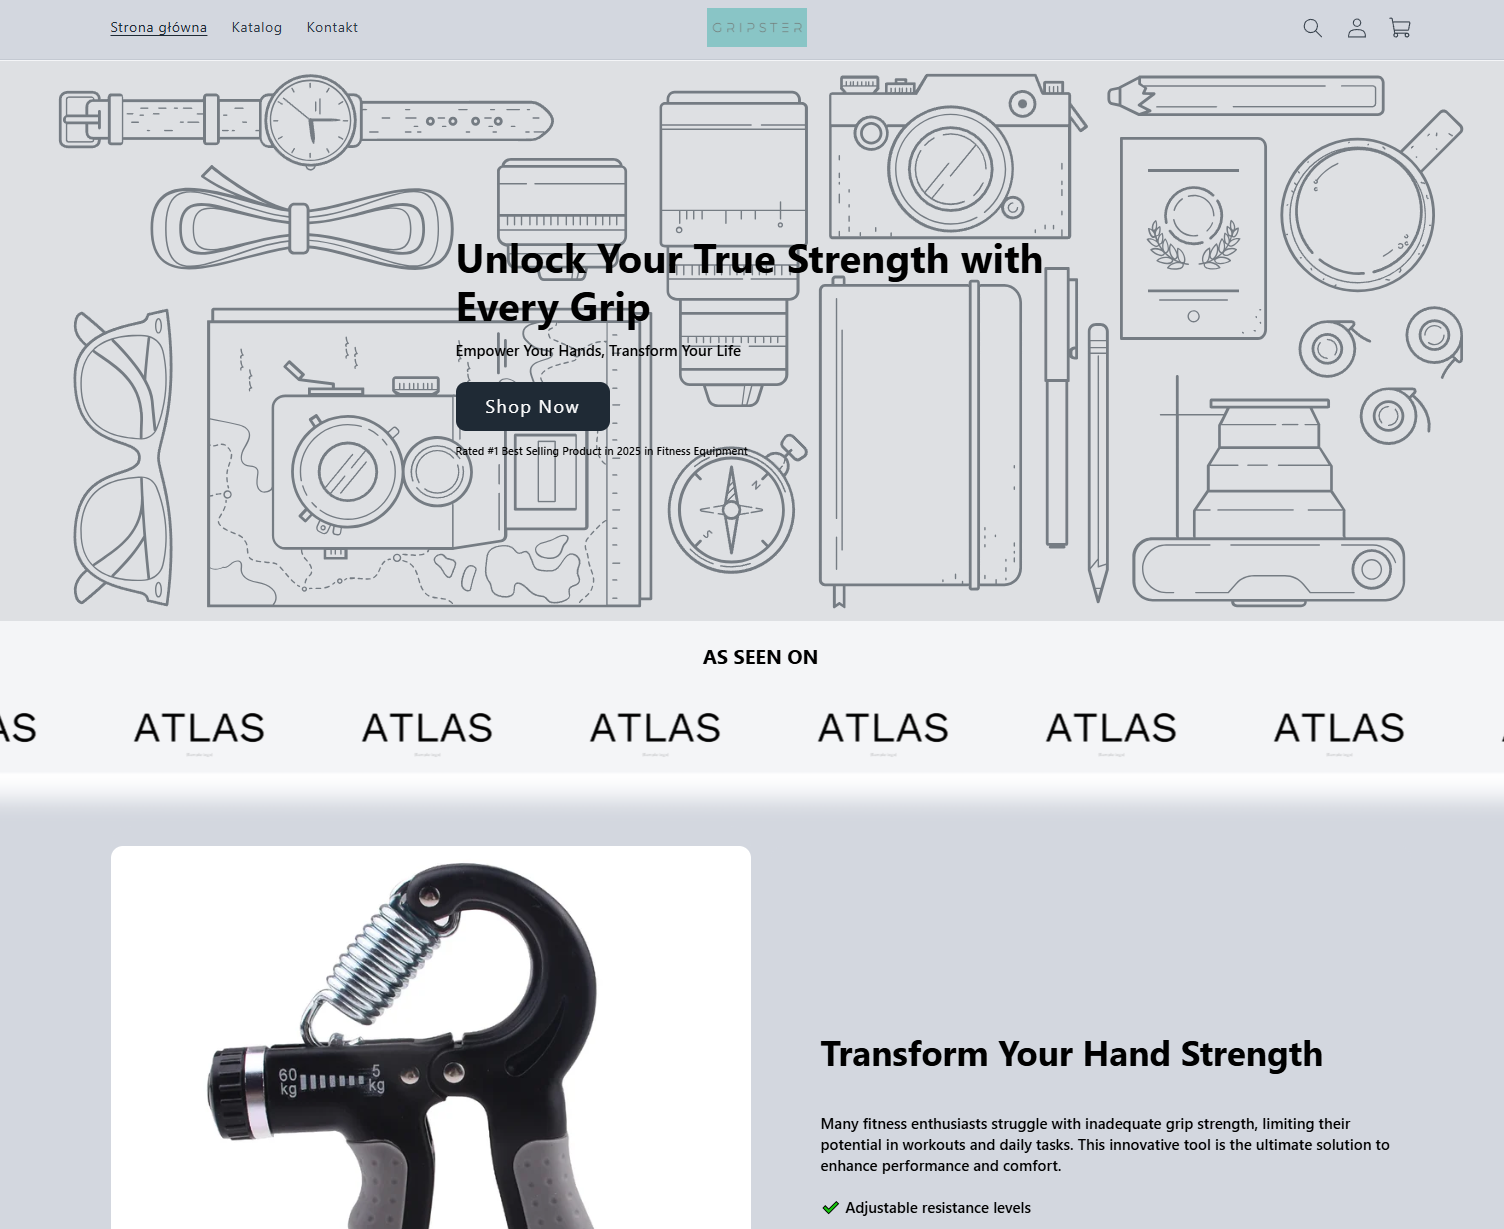 Strona główna Katalog Kontakt
GRIPSTER
Unlock Your True Strength with
Every Grip
Empower Your Hands, Transform Your Life
Shop Now
Rated #1 Best Selling Product in 2025 in Fitness Equipment
N
S
AS SEEN ON
AS ATLAS ATLAS ATLAS ATLAS ATLAS ATLAS
60 5
kg kg
Transform Your Hand Strength
Many fitness enthusiasts struggle with inadequate grip strength, limiting their
potential in workouts and daily tasks. This innovative tool is the ultimate solution to
enhance performance and comfort.
Adjustable resistance levels